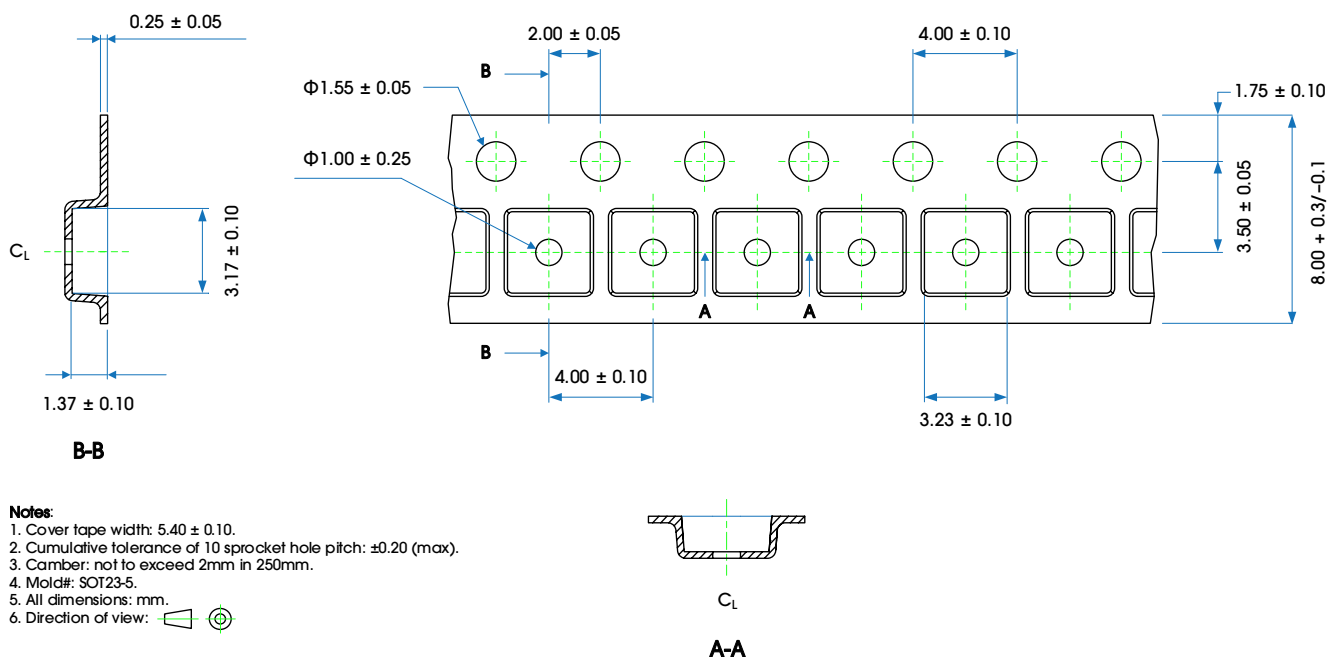 0.25 ± 0.05
2.00 ± 0.05
4.00 ± 0.10
B
Φ1.55 ± 0.05
1.75 ± 0.10
Φ1.00 ± 0.25
3.50 ± 0.05
8.00 + 0.3/-0.1
CL
3.17 ± 0.10
A
A
B
4.00 ± 0.10
1.37 ± 0.10
3.23 ± 0.10
B-B
Notes:
1. Cover tape width: 5.40 ± 0.10.
2. Cumulative tolerance of 10 sprocket hole pitch: ±0.20 (max).
3. Camber: not to exceed 2mm in 250mm.
4. Mold#: SOT23-5.
5. All dimensions: mm.
6. Direction of view:
CL
A-A